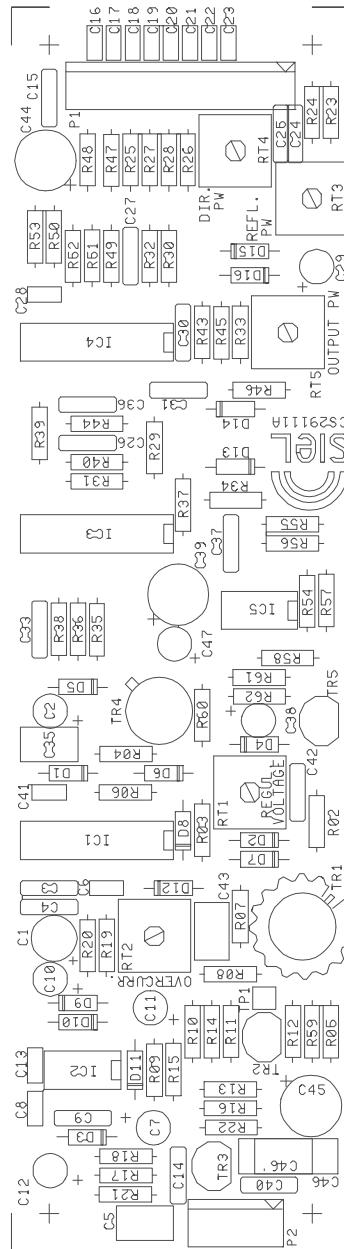 C16
C17
C18
C19
C20
C21
C22
C23
C15
C44
P1
R48
R47
R25
R27
R28
R26
RT4
C25
C24
R24
R23
DIR. PW
REFL. PW
RT3
R53
R50
R52
R51
R49
C27
R32
R30
D15
D16
C29
C28
IC4
C30
R43
R45
R33
OUTPUT PW
RT5
C36
C31
R46
R39
R44
C26
R29
D14
CS29111A
R40
R31
D13
SIEL
R37
R34
IC3
C39
C37
R55
R56
C33
R38
R36
R35
C47
IC5
R54
R57
R58
D5
C2
TR4
R61
R62
TR5
C35
R04
R60
C38
D4
D1
D6
C42
C41
R06
RT1
REGUL VOLTAGE
R02
IC1
D8
R03
D2
D7
C3
C6
D12
C4
C43
R07
TR1
C1
R20
R19
RT2
OVERCURR.
R08
C10
D9
D10
C11
TP1
C13
IC2
D11
R09
R15
R10
R14
R11
TR2
R12
R59
R05
C8
C9
C7
R13
R16
R22
C45
D3
C12
R18
R17
R21
C14
TR3
C46'
C46
C40
C5
P2